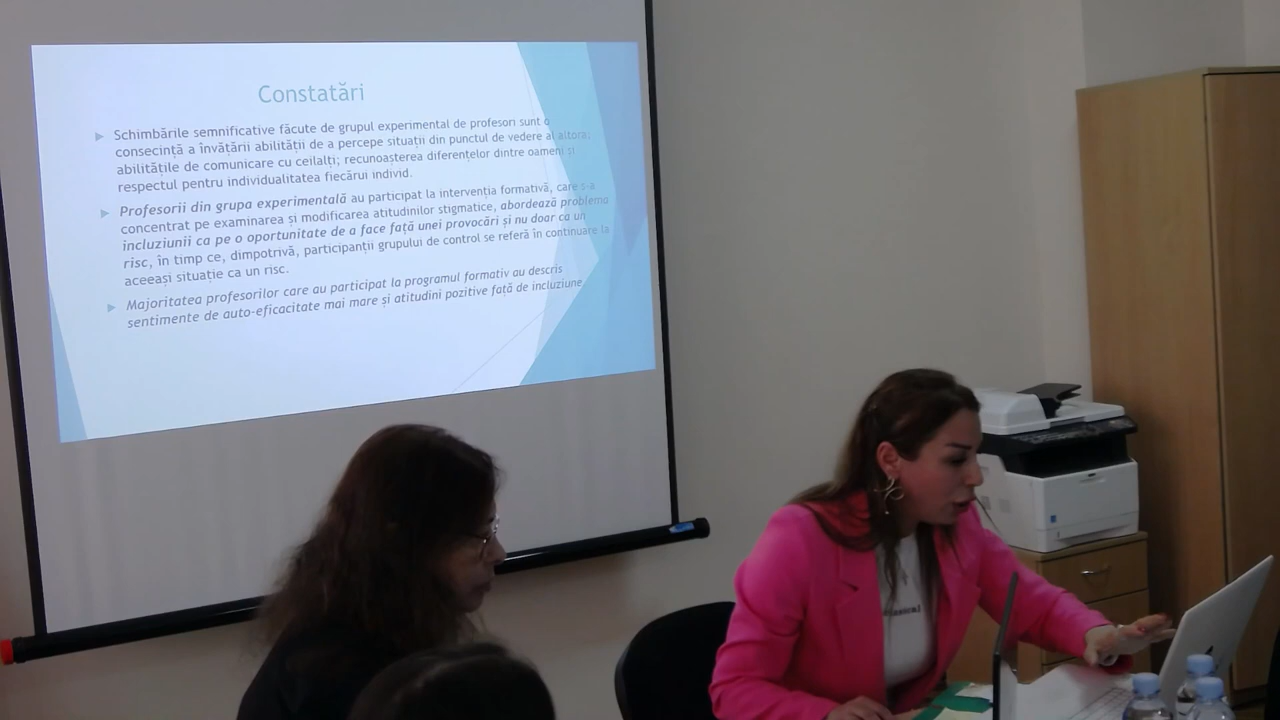 Constatări
Schimbările semnificative făcute de grupul experimental de profesori sunt o
consecință a învățării abilității de a percepe situații din punctul de vedere al altora;
abilitățile de comunicare cu ceilalți; recunoașterea diferențelor dintre oameni și
respectul pentru individualitatea fiecărui individ.
Profesorii din grupa experimentală au participat la intervenția formativă, care s-a
concentrat pe examinarea și modificarea atitudinilor stigmatice, abordează problema
incluziunii ca pe o oportunitate de a face față unei provocări și nu doar ca un
risc, în timp ce, dimpotrivă, participanții grupului de control se referă în continuare la
aceeași situație ca un risc.
Majoritatea profesorilor care au participat la programul formativ au descris
sentimente de auto-eficacitate mai mare și atitudini pozitive față de incluziune